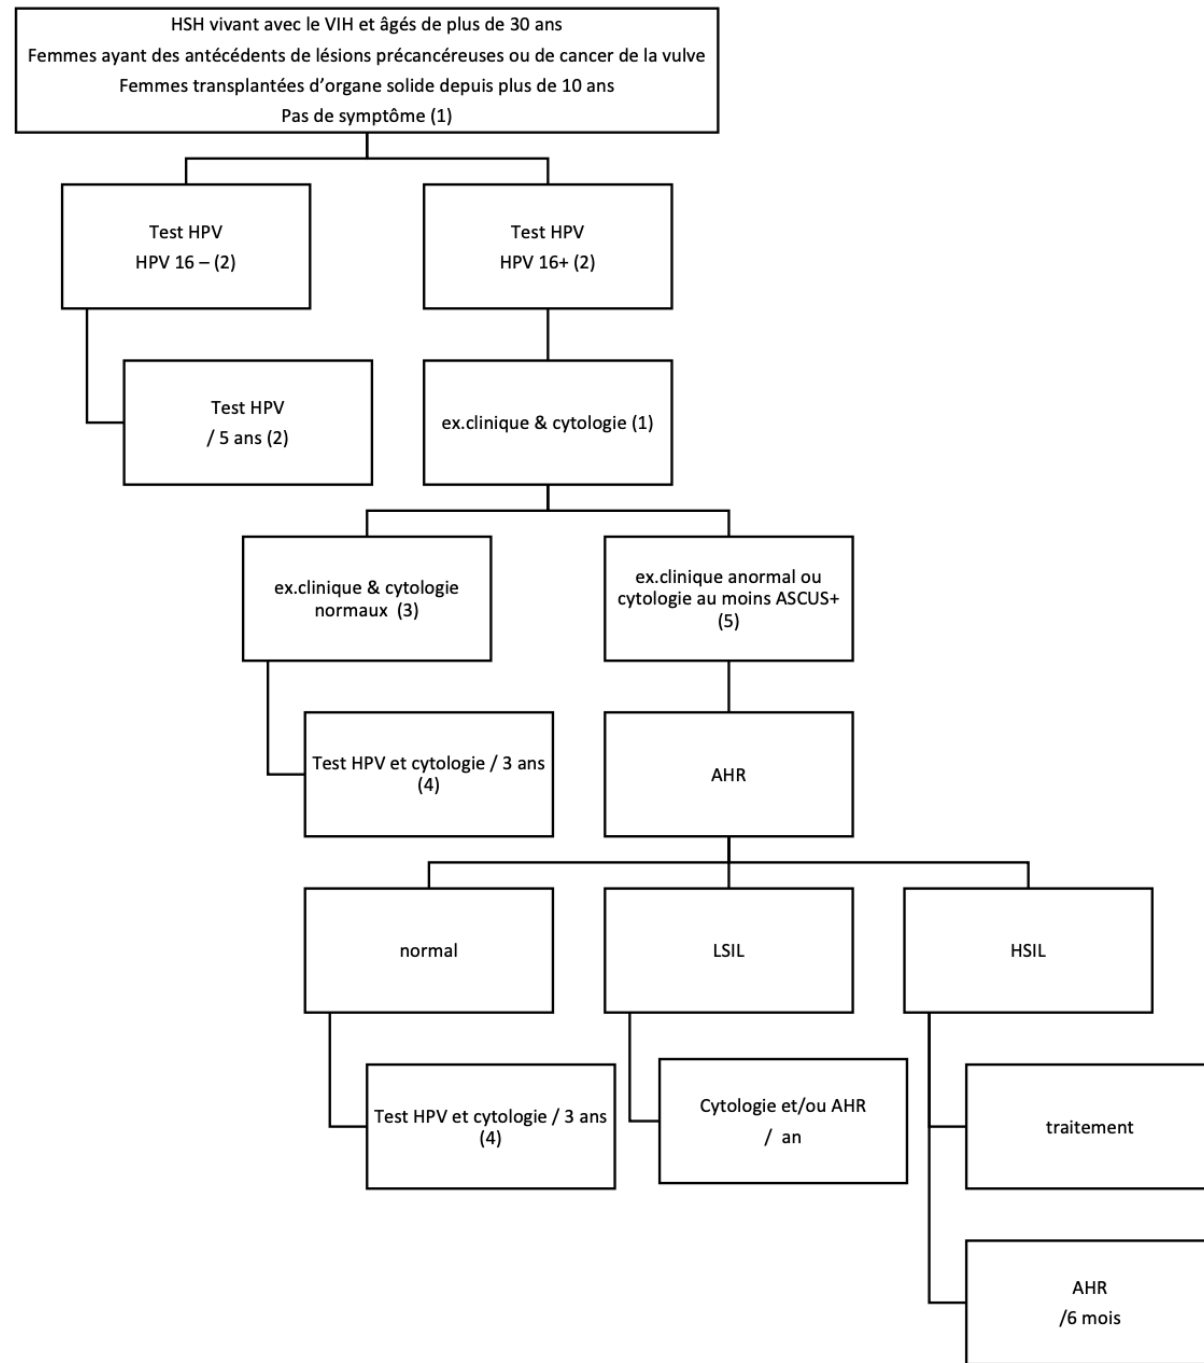 HSH vivant avec le VIH et âgés de plus de 30 ans
Femmes ayant des antécédents de lésions précancéreuses ou de cancer de la vulve
Femmes transplantées d’organe solide depuis plus de 10 ans
Pas de symptôme (1)
Test HPV
HPV 16 – (2)
Test HPV
HPV 16+ (2)
Test HPV
/ 5 ans (2)
ex.clinique & cytologie (1)
ex.clinique & cytologie
normaux (3)
ex.clinique anormal ou
cytologie au moins ASCUS+
(5)
Test HPV et cytologie / 3 ans
(4)
AHR
normal
LSIL
HSIL
Test HPV et cytologie / 3 ans
(4)
Cytologie et/ou AHR
/ an
traitement
AHR
/6 mois